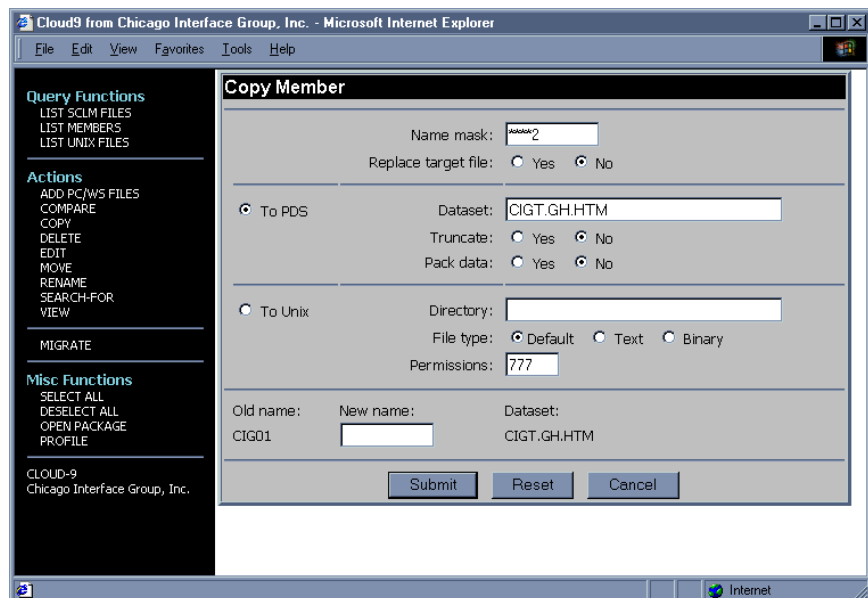 Cloud9 from Chicago Interface Group, Inc. - Microsoft Internet Explorer
File Edit View Favorites Tools Help
Query Functions
LIST SCLM FILES
LIST MEMBERS
LIST UNIX FILES
Actions
ADD PC/WS FILES
COMPARE
COPY
DELETE
EDIT
MOVE
RENAME
SEARCH-FOR
VIEW
MIGRATE
Misc Functions
SELECT ALL
DESELECT ALL
OPEN PACKAGE
PROFILE
CLOUD-9
Chicago Interface Group, Inc.
Copy Member
Name mask: ****2
Replace target file: Yes No
To PDS Dataset: CIGT.GH.HTM
Truncate: Yes No
Pack data: Yes No
To Unix Directory:
File type: Default Text Binary
Permissions: 777
Old name: New name: Dataset:
CIG01 CIGT.GH.HTM
Submit Reset Cancel
Internet